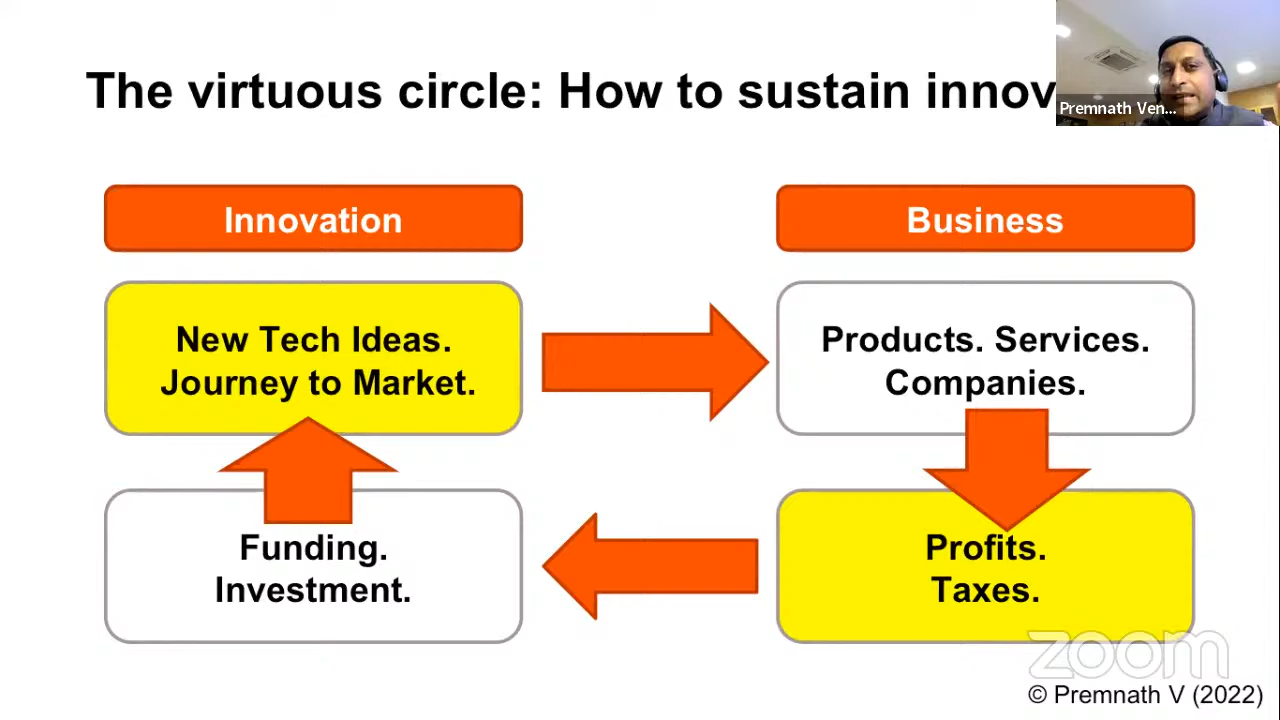 The virtuous circle: How to sustain innov
Premnath Ven...
Innovation
Business
New Tech Ideas.
Journey to Market.
Products. Services.
Companies.
Funding.
Investment.
Profits.
Taxes.
zoom
© Premnath V (2022)